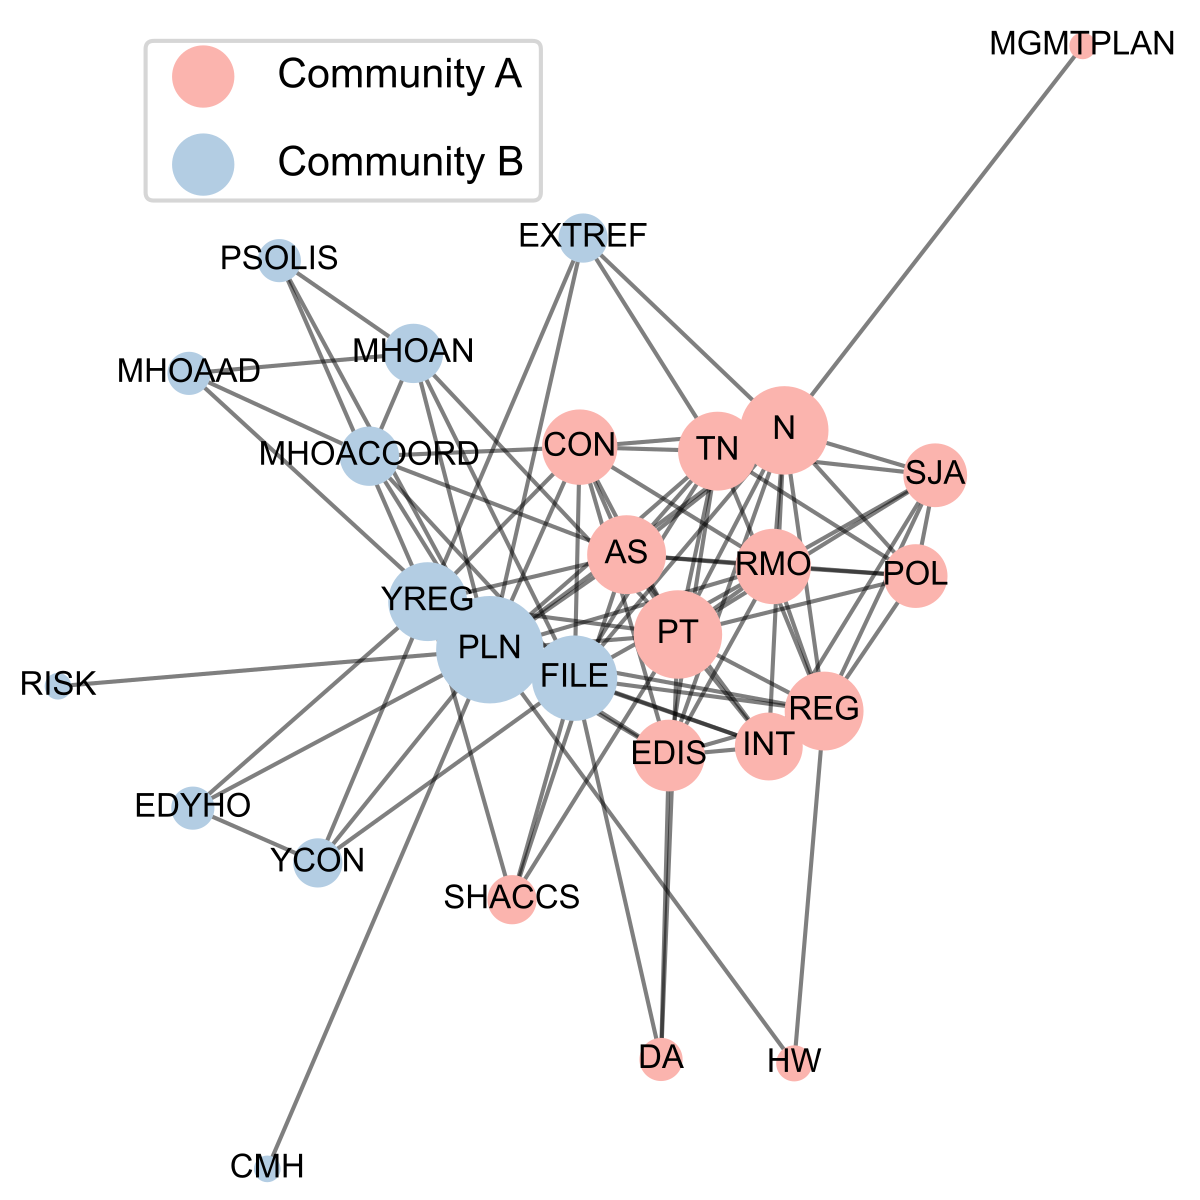 MGMTPLAN
Community A
Community B
EXTREF
PSOLIS
MHOAN
MHOAAD
N
CON
TN
MHOACOORD
SJA
AS
RMO
POL
YREG
PT
PLN
FILE
RISK
REG
INT
EDIS
EDYHO
YCON
SHACCS
DA
HW
CMH